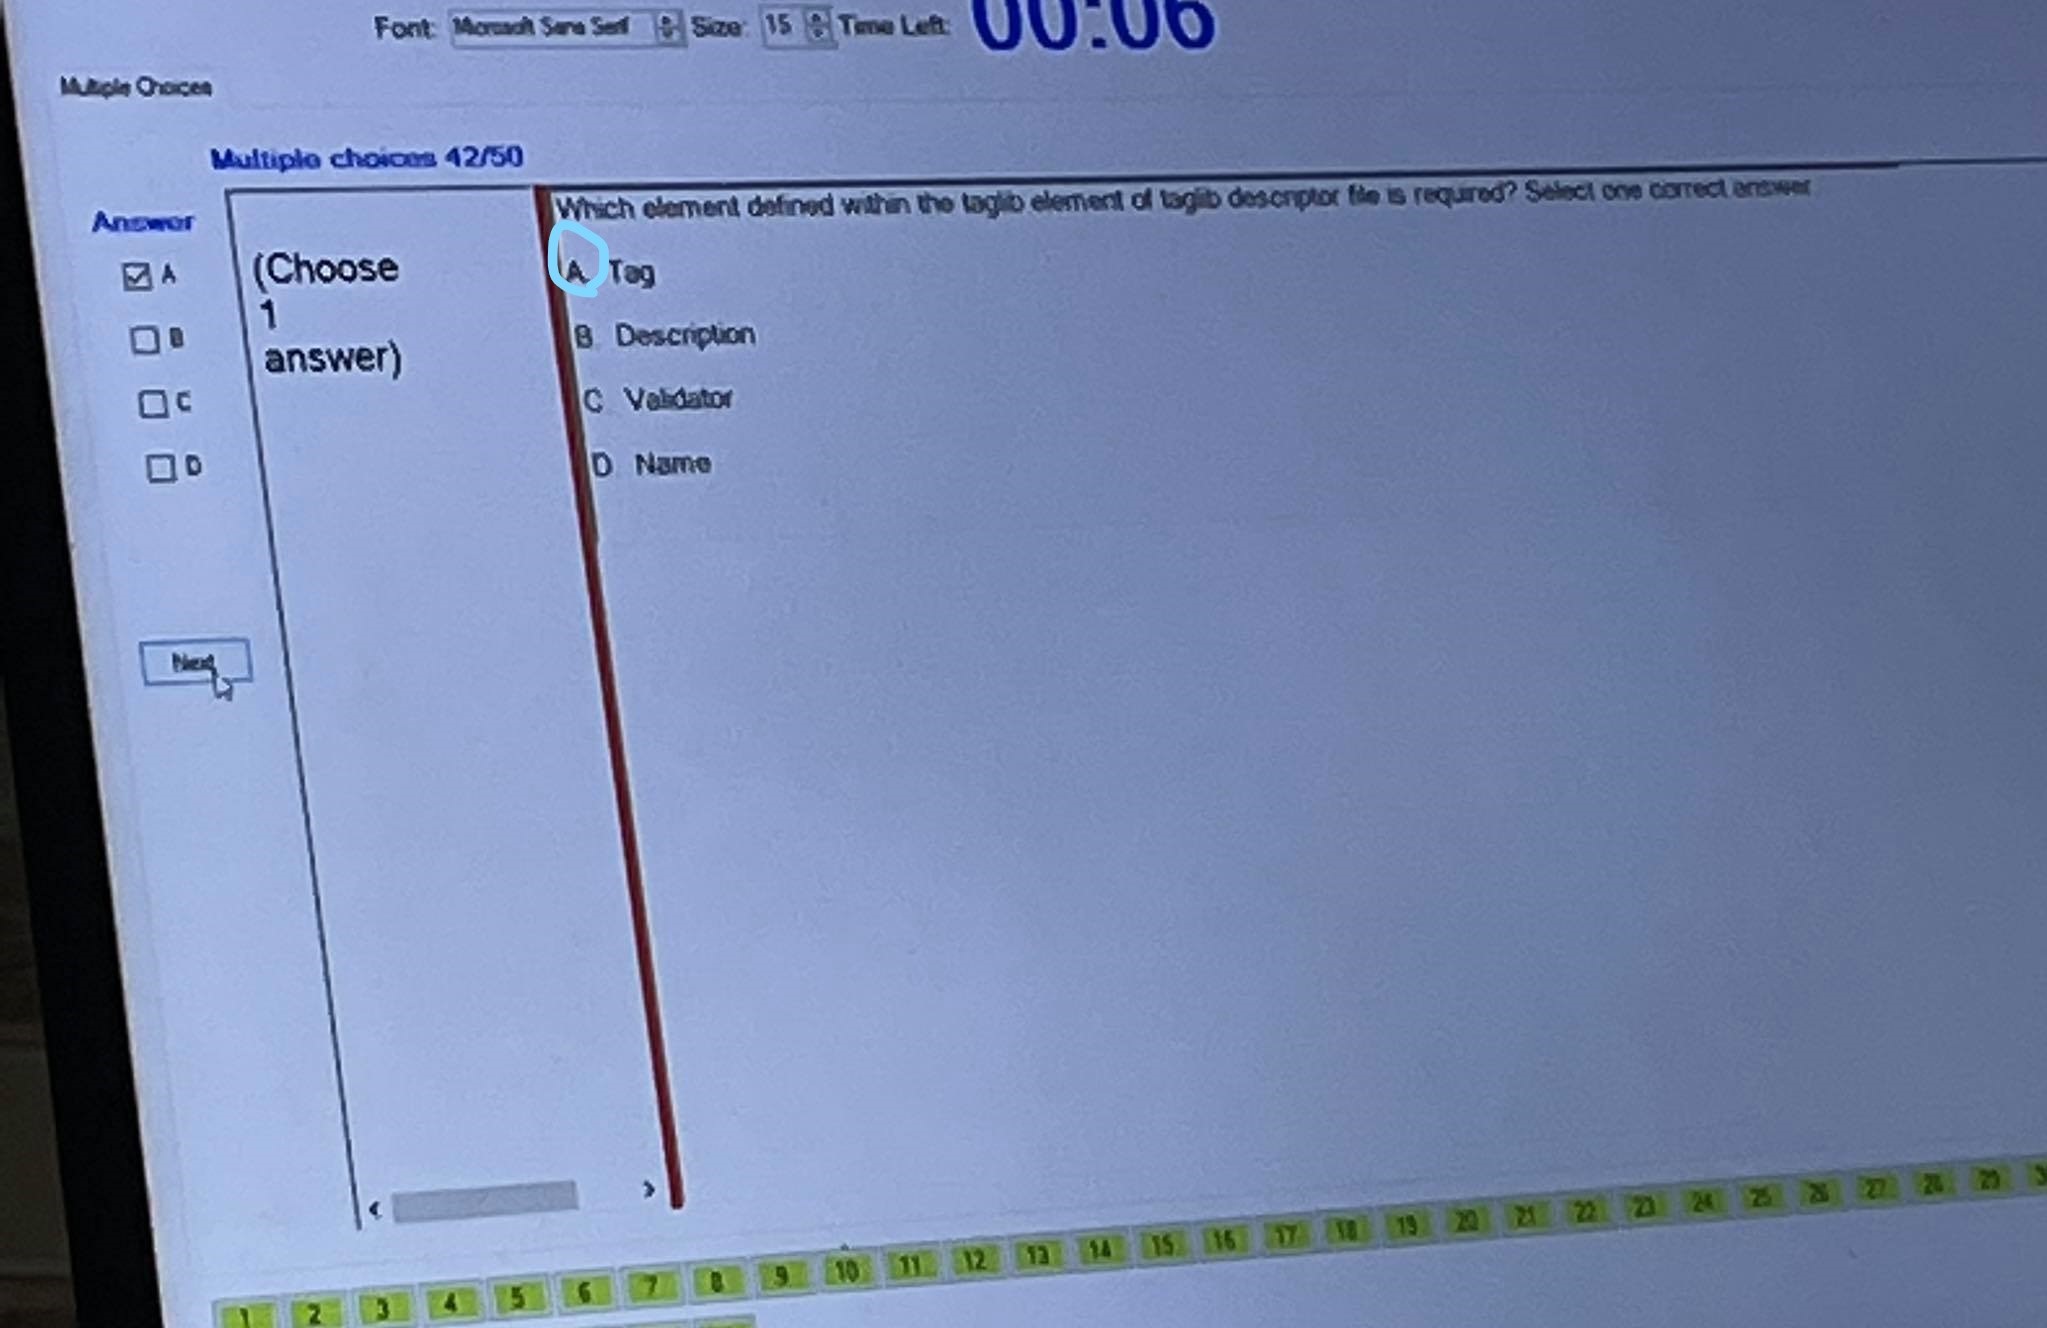 Font: Microsoft Sans Serif Size: 15 Time Left: 00:06
Multiple Choices
Multiple choices 42/50
Answer
A
B
C
D
Next
(Choose
1
answer)
Which element defined within the taglib element of taglib descriptor file is required? Select one correct answer
A. Tag
B. Description
C. Validator
D. Name
1 2 3 4 5 6 7 8 9 10 11 12 13 14 15 16 17 18 19 20 21 22 23 24 25 26 27 28 29